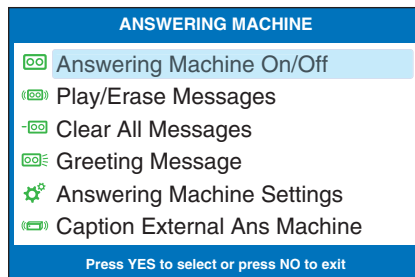 ANSWERING MACHINE
Answering Machine On/Off
Play/Erase Messages
Clear All Messages
Greeting Message
Answering Machine Settings
Caption External Ans Machine
Press YES to select or press NO to exit